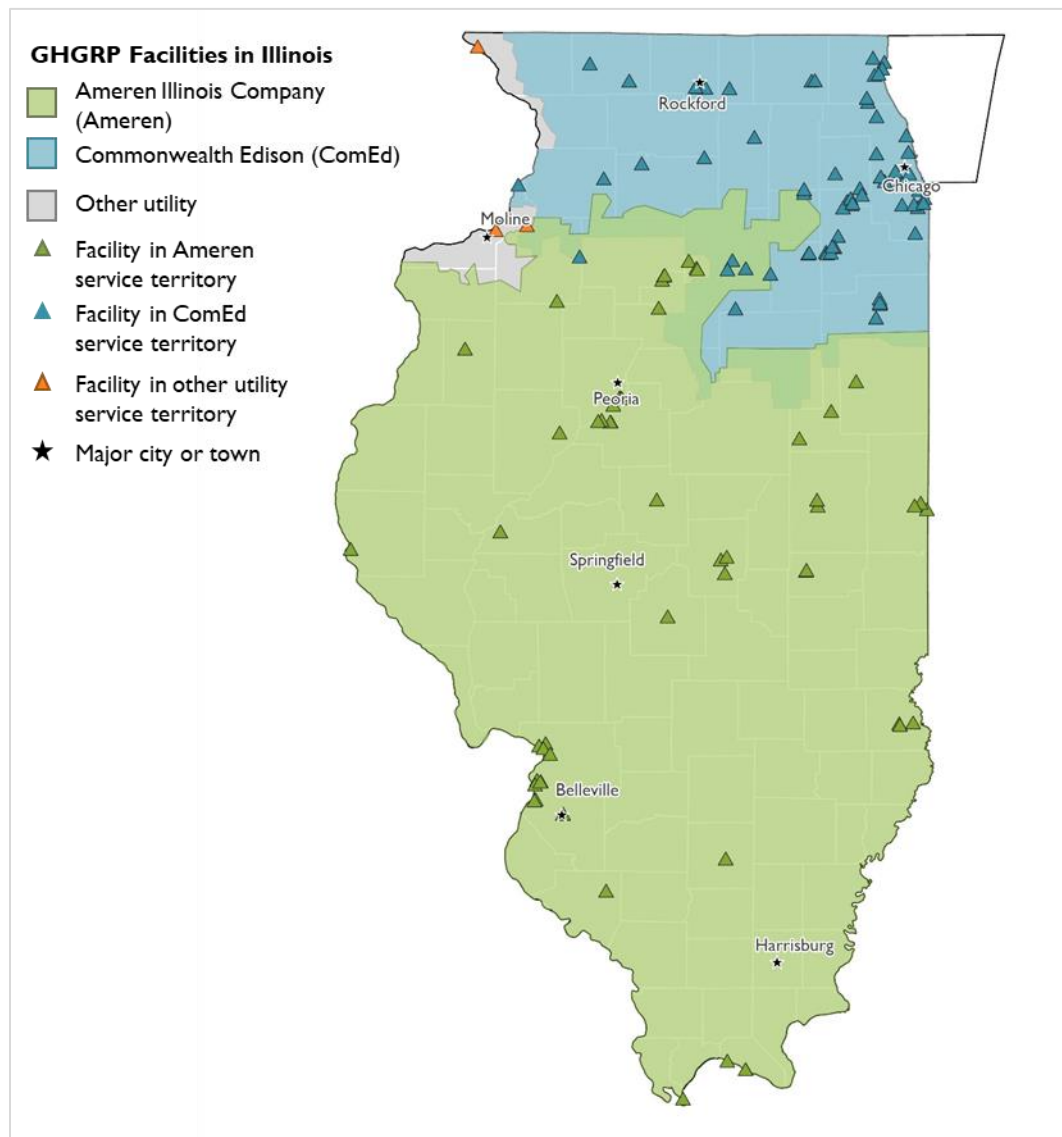 GHGRP Facilities in Illinois
Ameren Illinois Company
(Ameren)
Commonwealth Edison (ComEd)
Other utility
Facility in Ameren
service territory
Facility in ComEd
service territory
Facility in other utility
service territory
Major city or town
Rockford
Chicago
Moline
Peoria
Springfield
Belleville
Harrisburg